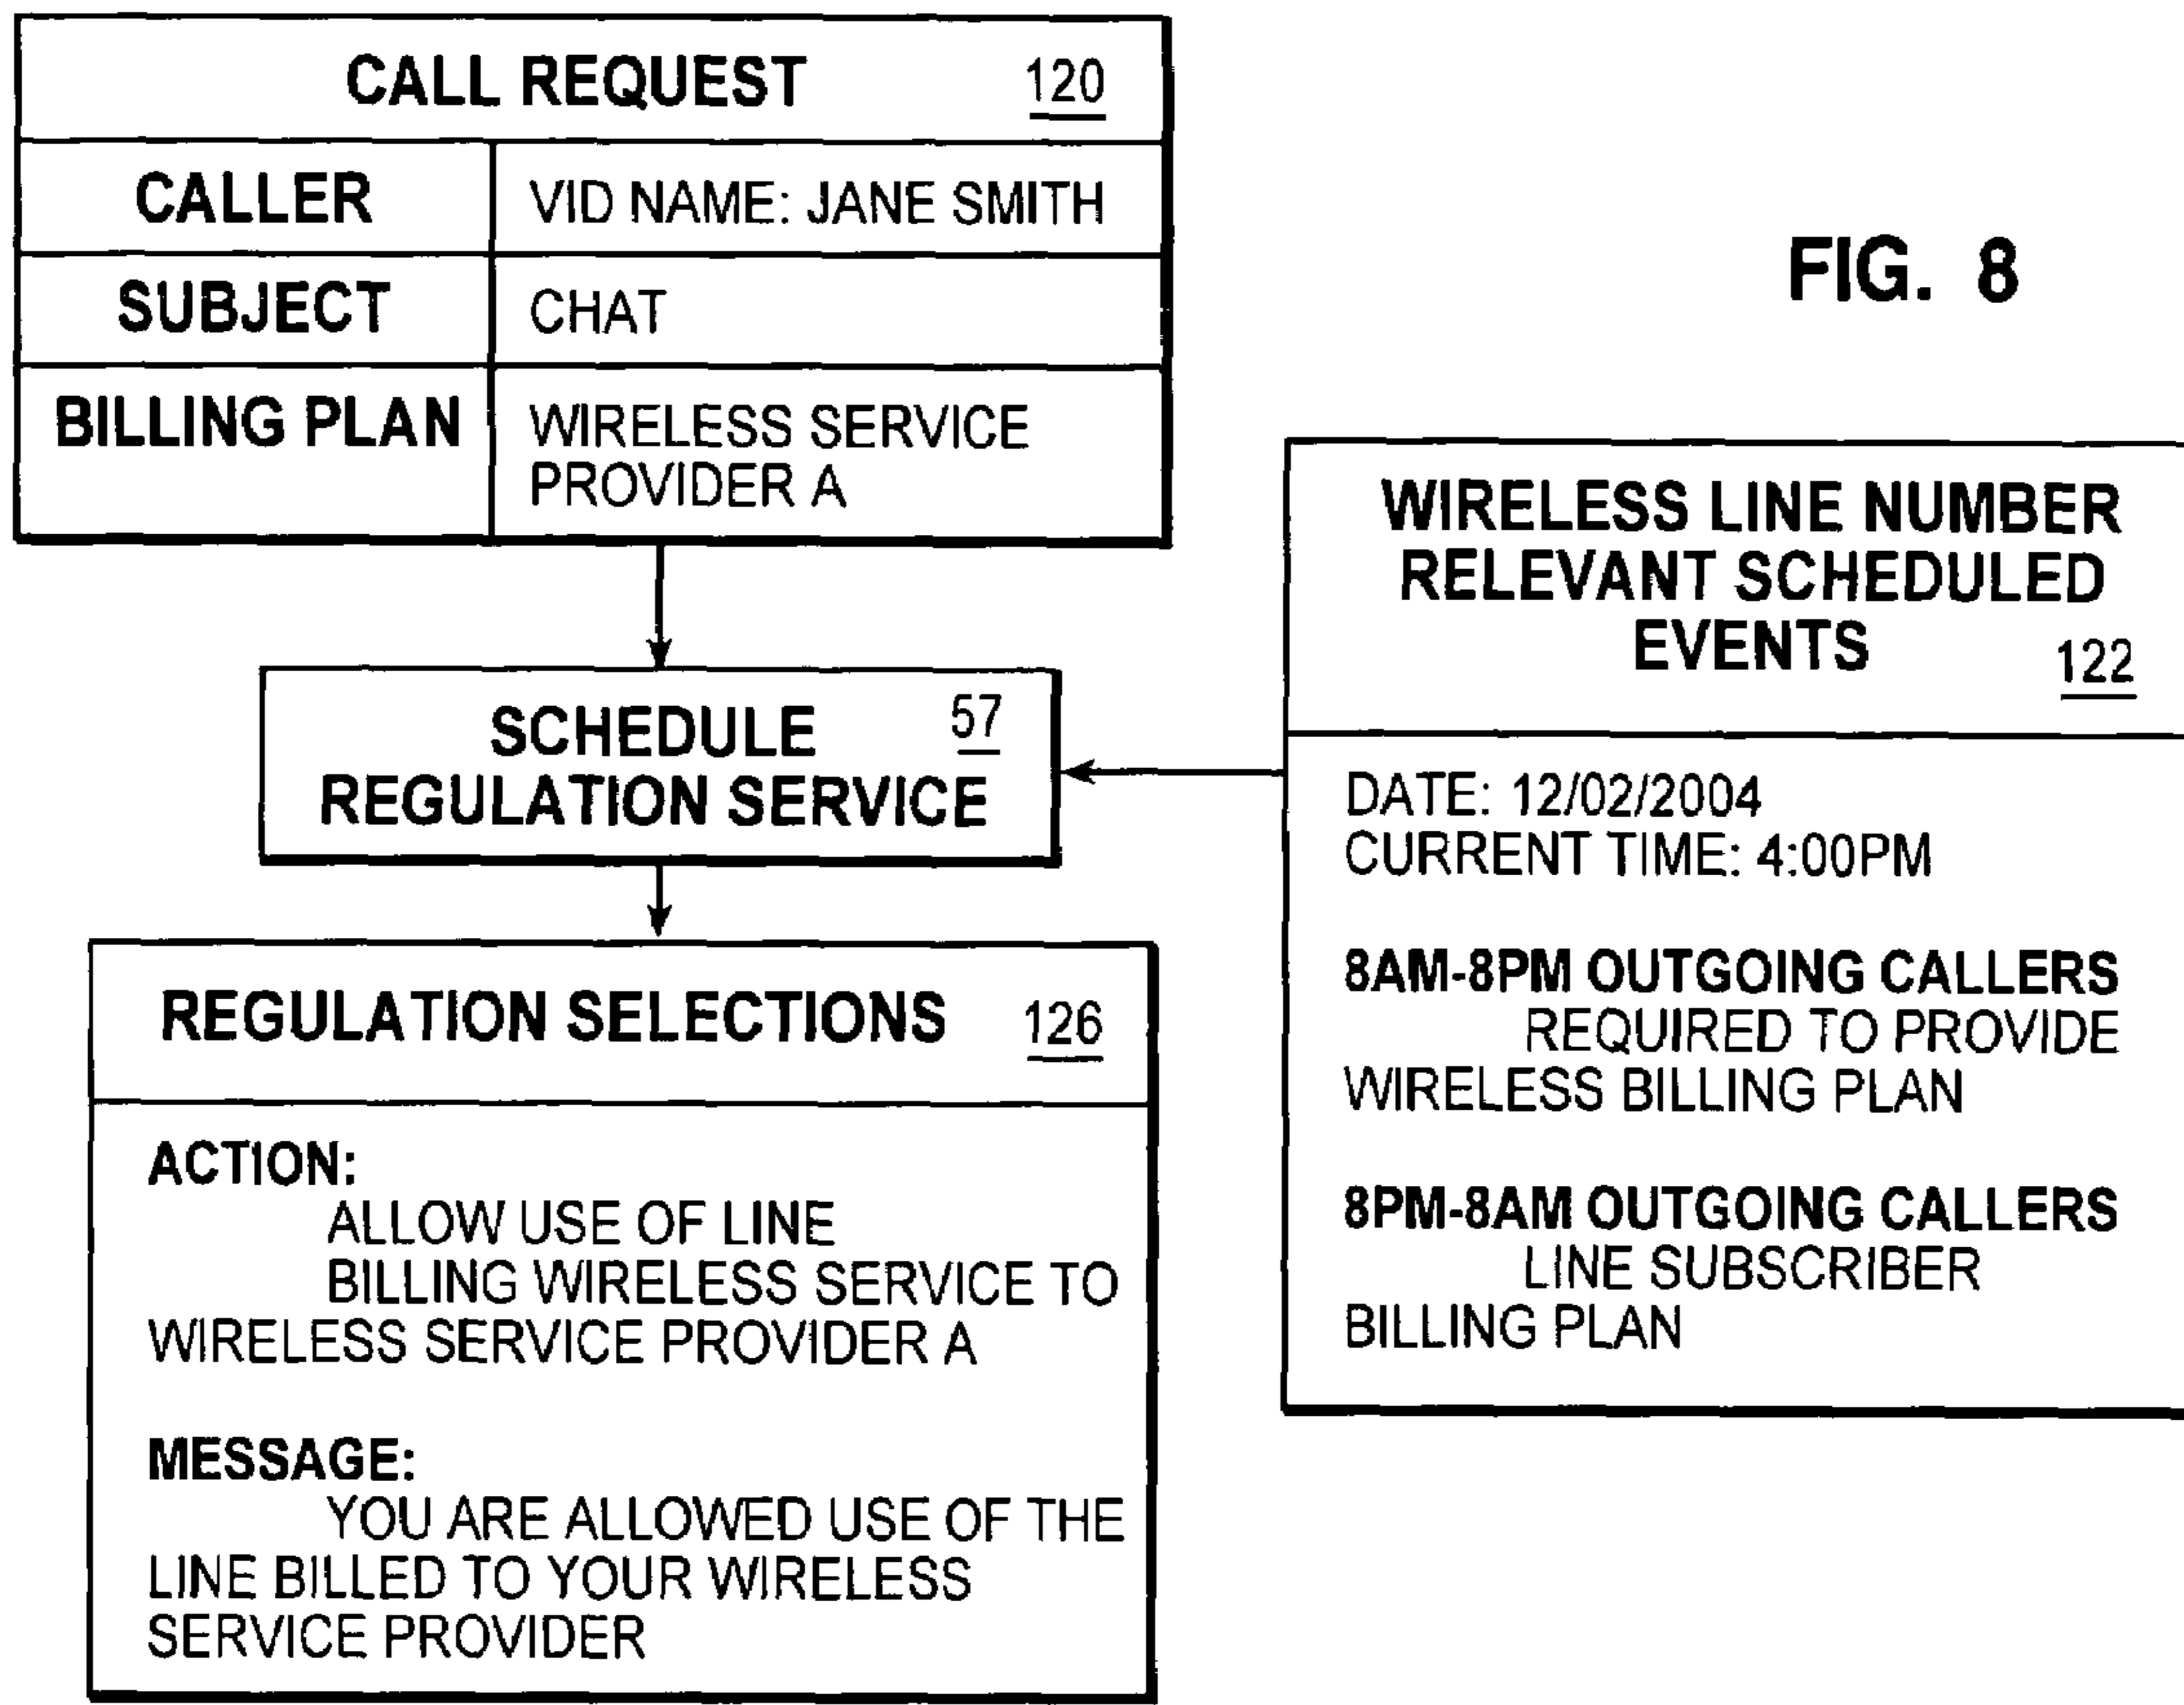 CALL REQUEST 120
CALLER VID NAME: JANE SMITH
SUBJECT CHAT
BILLING PLAN WIRELESS SERVICE
PROVIDER A
FIG. 8
SCHEDULE 57
REGULATION SERVICE
WIRELESS LINE NUMBER
RELEVANT SCHEDULED
EVENTS 122
DATE: 12/02/2004
CURRENT TIME: 4:00PM
8AM-8PM OUTGOING CALLERS
REQUIRED TO PROVIDE
WIRELESS BILLING PLAN
8PM-8AM OUTGOING CALLERS
LINE SUBSCRIBER
BILLING PLAN
REGULATION SELECTIONS 126
ACTION:
ALLOW USE OF LINE
BILLING WIRELESS SERVICE TO
WIRELESS SERVICE PROVIDER A
MESSAGE:
YOU ARE ALLOWED USE OF THE
LINE BILLED TO YOUR WIRELESS
SERVICE PROVIDER